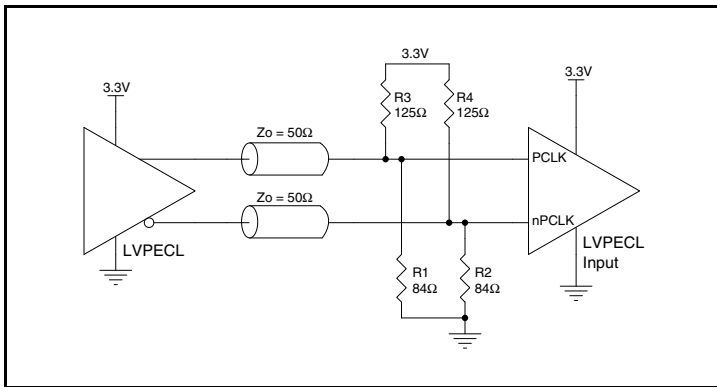 3.3V
3.3V
3.3V
R3
125Ω
R4
125Ω
Zo = 50Ω
PCLK
Zo = 50Ω
nPCLK
LVPECL
LVPECL
Input
R1
84Ω
R2
84Ω